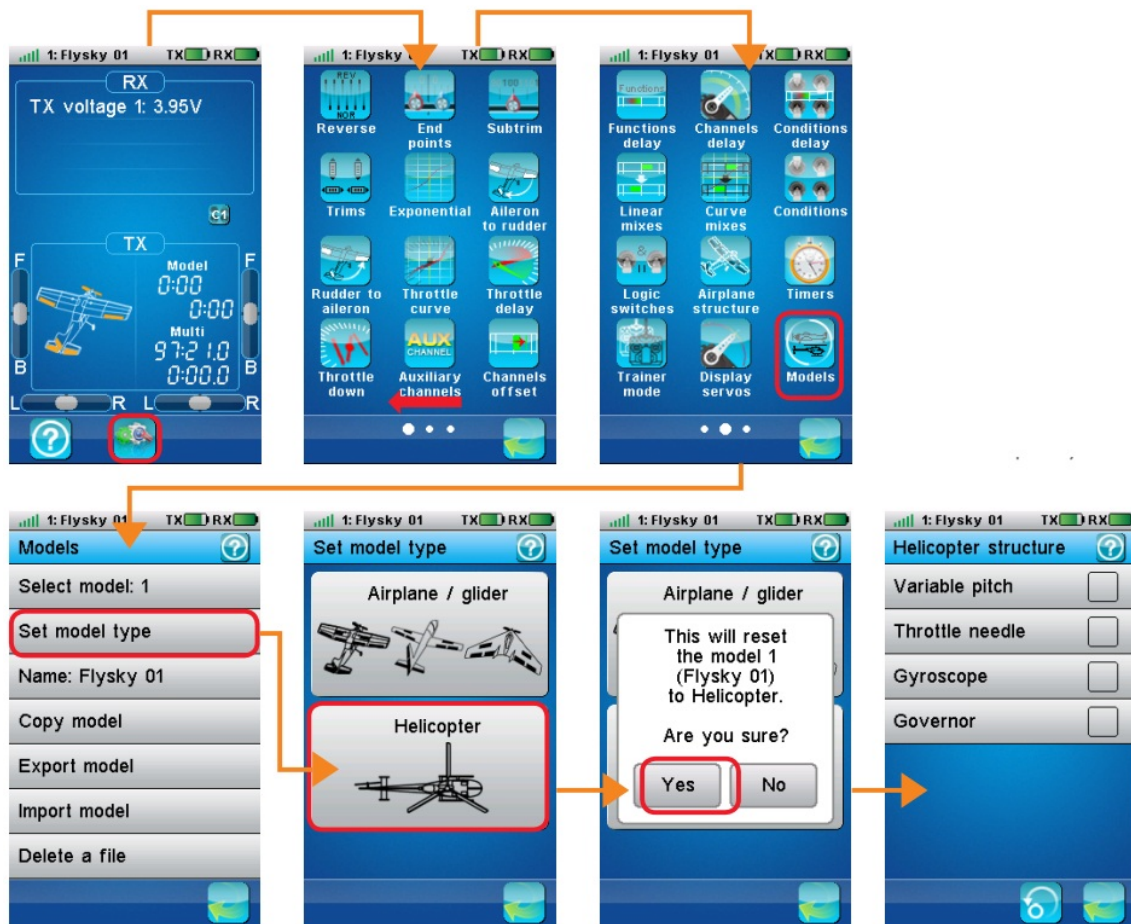 1: Flysky 01 TX RX
RX
TX voltage 1: 3.95V
G1
TX
F F
Model
0:00
0:00
Multi
97:21.0
0:00.0
B B
L R L R
?
1: Flysky 01 TX RX
REV
NOR
Reverse
End
points
100
Subtrim
Trims
Exponential
Aileron
to rudder
Rudder to
aileron
Throttle
curve
Throttle
delay
Throttle
down
AUX
CHANNEL
Auxiliary
channels
Channels
offset
1: Flysky 01 TX RX
Functions
Functions
delay
Channels
delay
Conditions
delay
Linear
mixes
Curve
mixes
Conditions
&
Logic
switches
Airplane
structure
Timers
Trainer
mode
Display
servos
Models
1: Flysky 01 TX RX
Models ?
Select model: 1
Set model type
Name: Flysky 01
Copy model
Export model
Import model
Delete a file
1: Flysky 01 TX RX
Set model type ?
Airplane / glider
Helicopter
1: Flysky 01 TX RX
Set model type ?
Airplane / glider
This will reset
the model 1
(Flysky 01)
to Helicopter.
Are you sure?
Yes No
1: Flysky 01 TX RX
Helicopter structure ?
Variable pitch
Throttle needle
Gyroscope
Governor